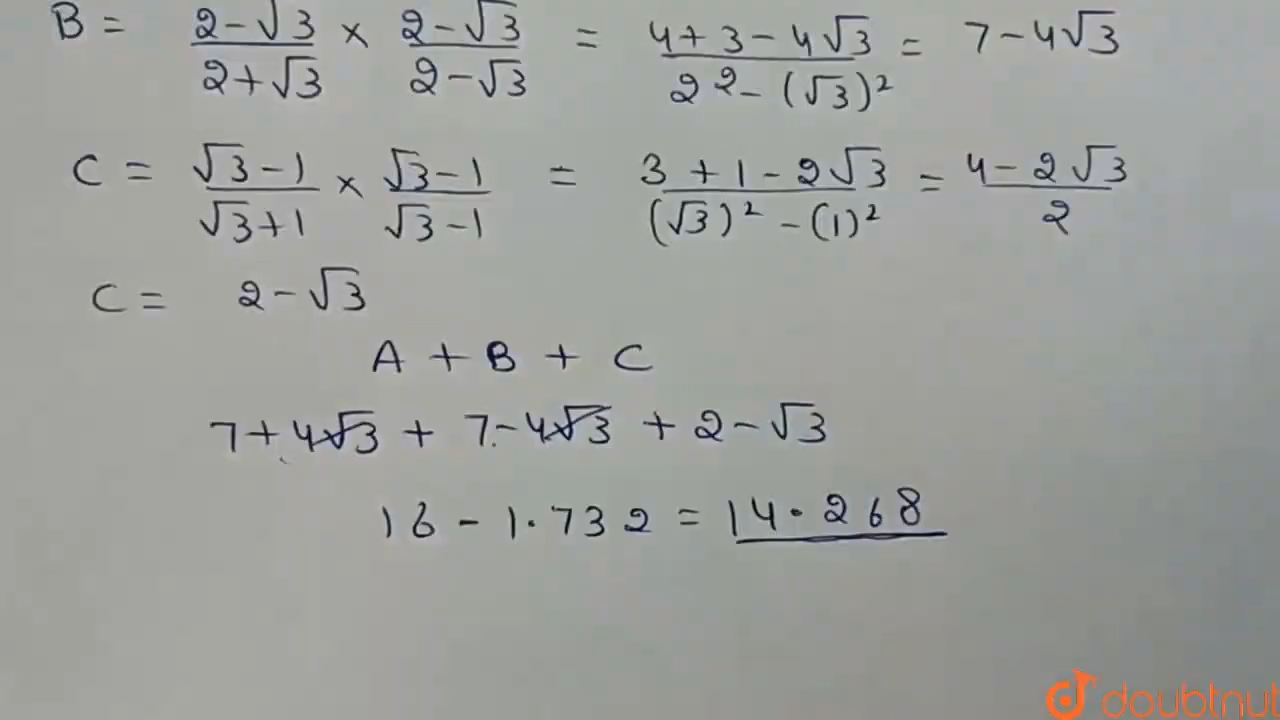 B = 2-√3/2+√3 × 2-√3/2-√3 = 4+3-4√3/2²-(√3)² = 7-4√3
C = √3-1/√3+1 × √3-1/√3-1 = 3+1-2√3/(√3)²-(1)² = 4-2√3/2
C = 2-√3
A + B + C
7+4√3 + 7-4√3 + 2-√3
16 - 1.732 = 14.268
doubtnut